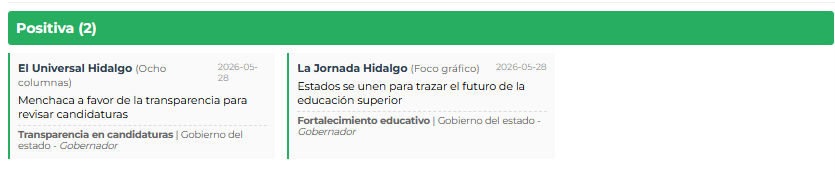 Positiva (2)
El Universal Hidalgo (Ocho
columnas)
2026-05-
28
Menchaca a favor de la transparencia para
revisar candidaturas
Transparencia en candidaturas | Gobierno del
estado - Gobernador
La Jornada Hidalgo (Foco gráfico)
2026-05-28
Estados se unen para trazar el futuro de la
educación superior
Fortalecimiento educativo | Gobierno del estado -
Gobernador